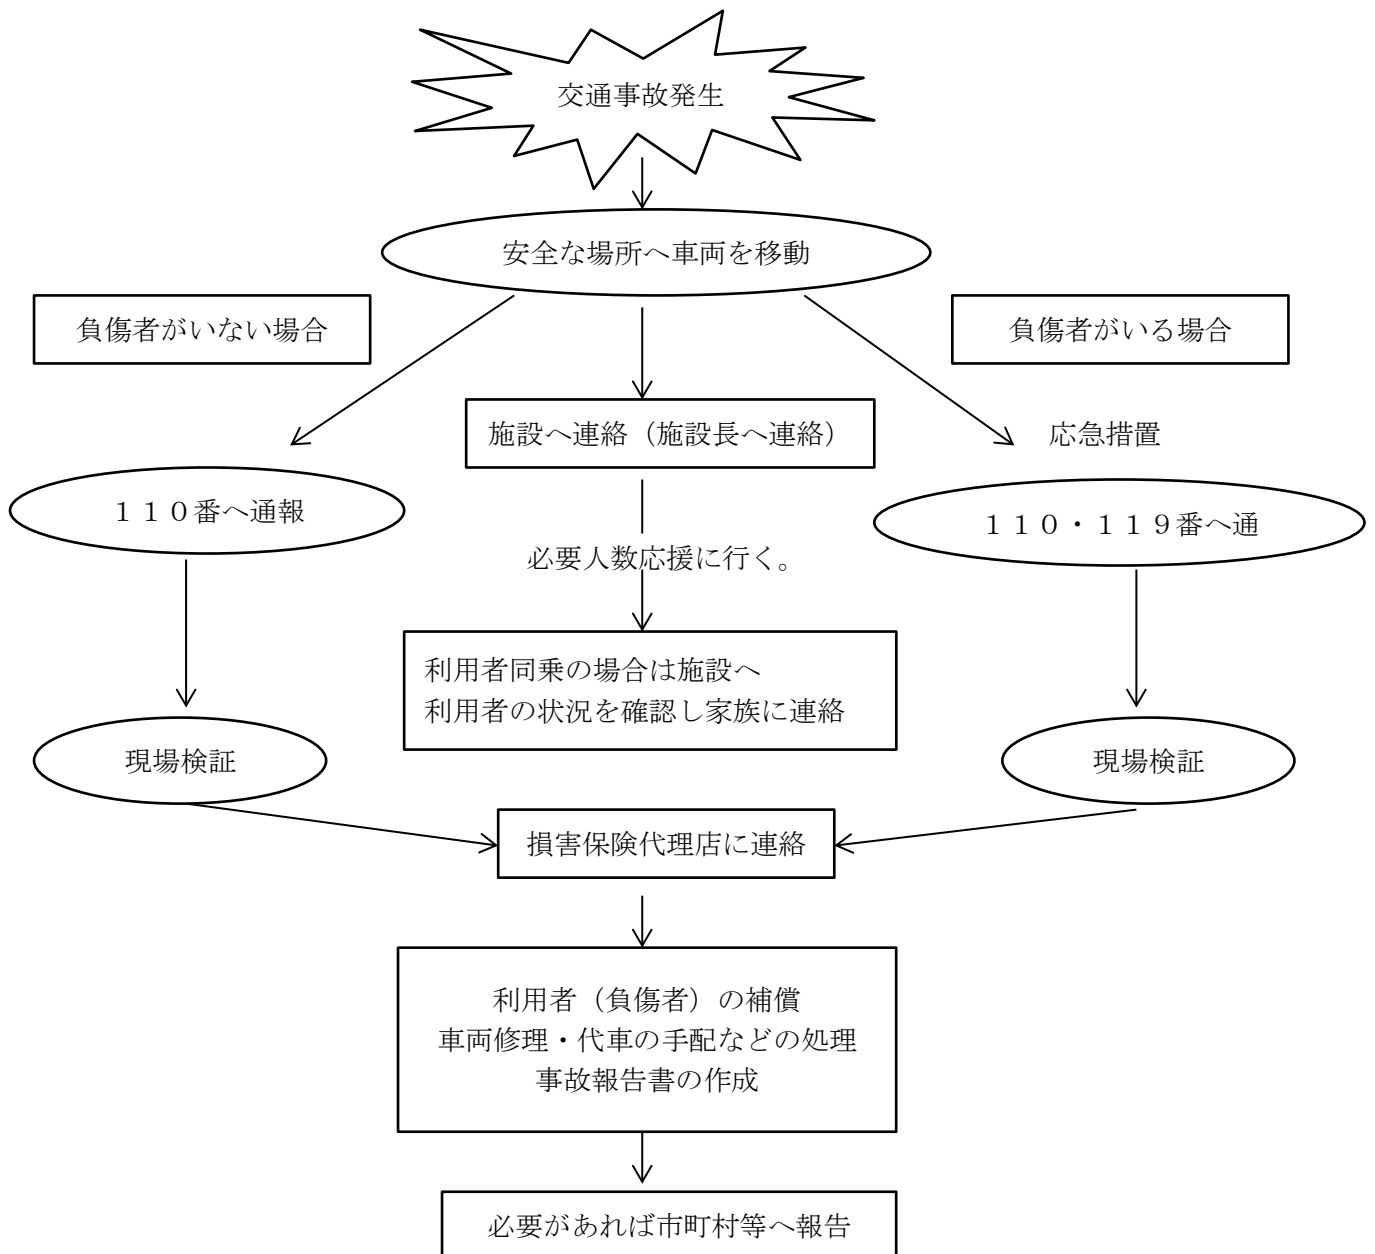 交通事故発生
安全な場所へ車両を移動
負傷者がいない場合
負傷者がいる場合
施設へ連絡（施設長へ連絡）
応急措置
１１０番へ通報
１１０・１１９番へ通
必要人数応援に行く。
利用者同乗の場合は施設へ
利用者の状況を確認し家族に連絡
現場検証
現場検証
損害保険代理店に連絡
利用者（負傷者）の補償
車両修理・代車の手配などの処理
事故報告書の作成
必要があれば市町村等へ報告